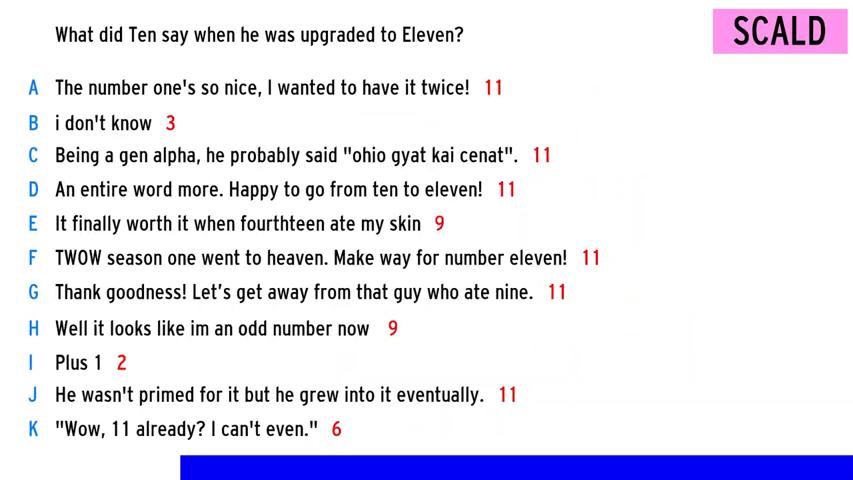 What did Ten say when he was upgraded to Eleven?
SCALD
A The number one's so nice, I wanted to have it twice! 11
B i don't know 3
C Being a gen alpha, he probably said "ohio gyat kai cenat". 11
D An entire word more. Happy to go from ten to eleven! 11
E It finally worth it when fourthteen ate my skin 9
F TWOW season one went to heaven. Make way for number eleven! 11
G Thank goodness! Let’s get away from that guy who ate nine. 11
H Well it looks like im an odd number now 9
I Plus 1 2
J He wasn't primed for it but he grew into it eventually. 11
K "Wow, 11 already? I can't even." 6